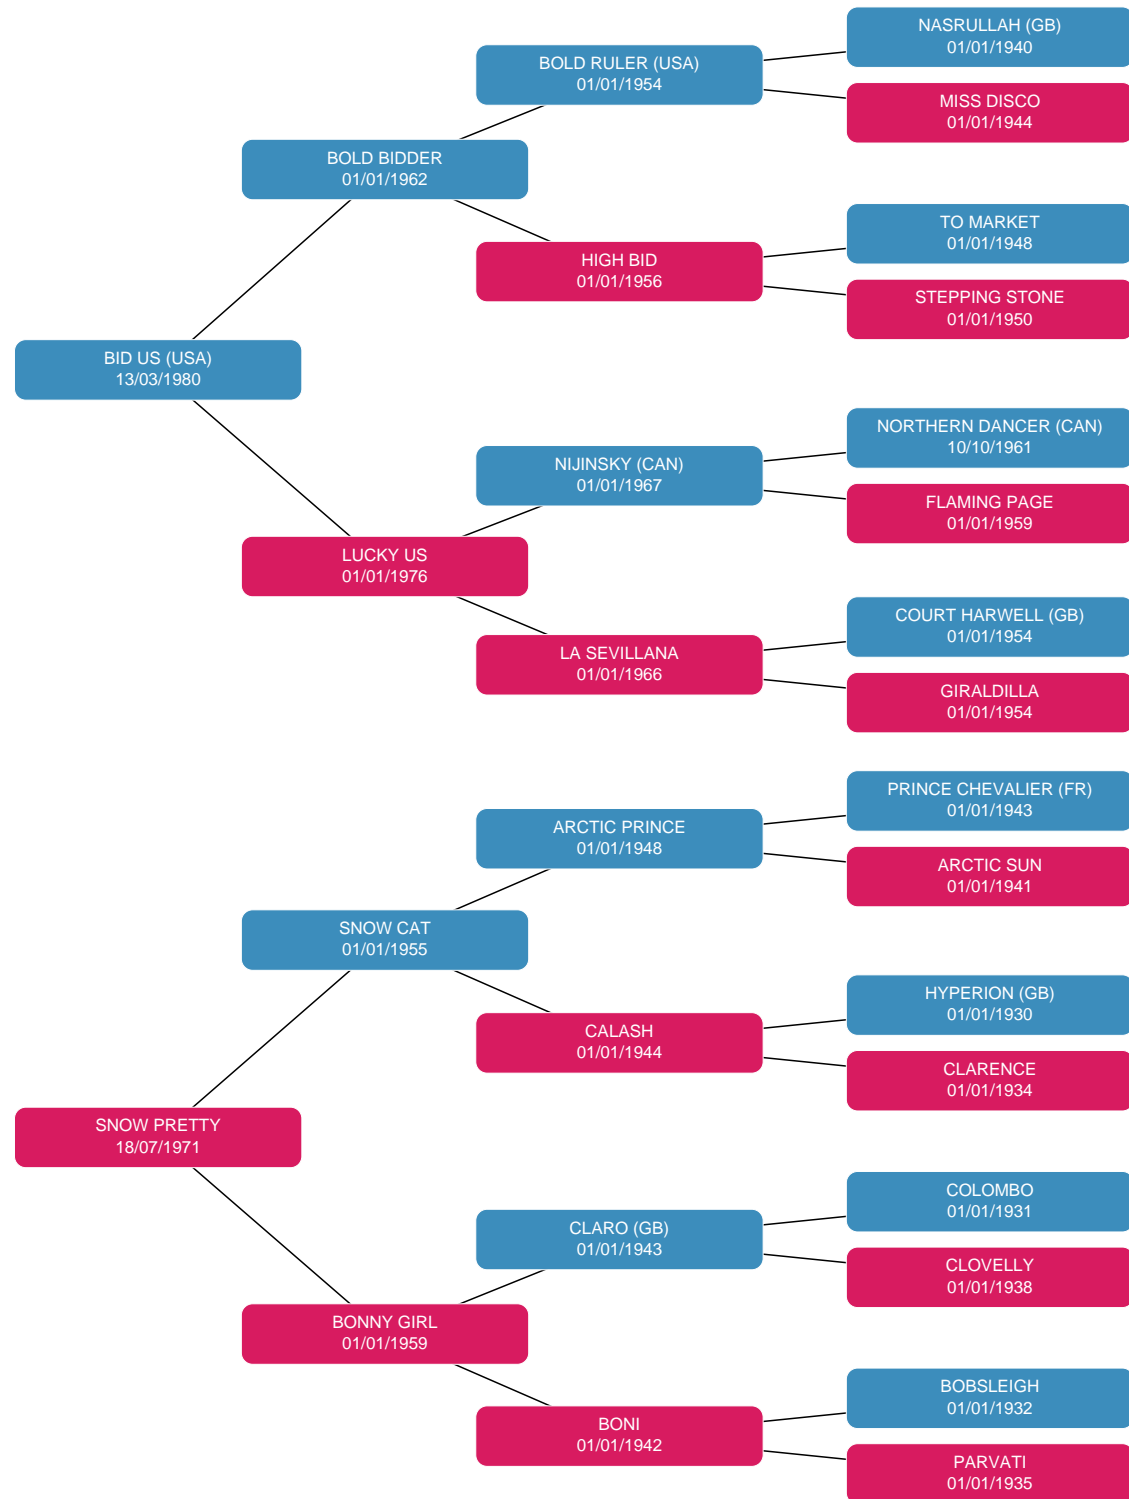 NASRULLAH (GB)
01/01/1940
BOLD RULER (USA)
01/01/1954
MISS DISCO
01/01/1944
BOLD BIDDER
01/01/1962
TO MARKET
01/01/1948
HIGH BID
01/01/1956
STEPPING STONE
01/01/1950
BID US (USA)
13/03/1980
NORTHERN DANCER (CAN)
10/10/1961
NIJINSKY (CAN)
01/01/1967
FLAMING PAGE
01/01/1959
LUCKY US
01/01/1976
COURT HARWELL (GB)
01/01/1954
LA SEVILLANA
01/01/1966
GIRALDILLA
01/01/1954
PRINCE CHEVALIER (FR)
01/01/1943
ARCTIC PRINCE
01/01/1948
ARCTIC SUN
01/01/1941
SNOW CAT
01/01/1955
HYPERION (GB)
01/01/1930
CALASH
01/01/1944
CLARENCE
01/01/1934
SNOW PRETTY
18/07/1971
COLOMBO
01/01/1931
CLARO (GB)
01/01/1943
CLOVELLY
01/01/1938
BONNY GIRL
01/01/1959
BOBSLEIGH
01/01/1932
BONI
01/01/1942
PARVATI
01/01/1935